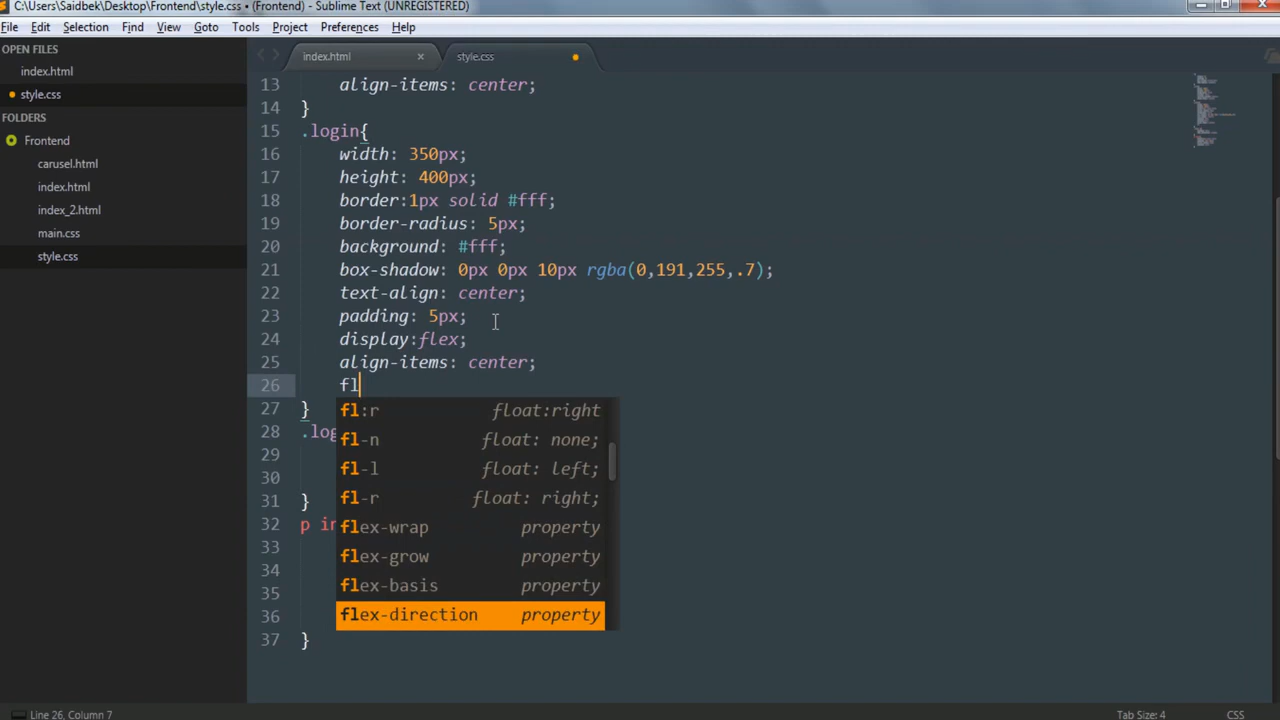 C:\Users\Saidbek\Desktop\Frontend\style.css • (Frontend) - Sublime Text (UNREGISTERED)
File Edit Selection Find View Goto Tools Project Preferences Help
OPEN FILES
index.html
style.css
FOLDERS
Frontend
carusel.html
index.html
index_2.html
main.css
style.css
index.html × style.css
13 align-items: center;
14 }
15 .login{
16 width: 350px;
17 height: 400px;
18 border:1px solid #fff;
19 border-radius: 5px;
20 background: #fff;
21 box-shadow: 0px 0px 10px rgba(0,191,255,.7);
22 text-align: center;
23 padding: 5px;
24 display:flex;
25 align-items: center;
26 fl
27 }
28 .log
29
30
31 }
32 p in
33
34
35
36
37 }
fl:r float:right
fl-n float: none;
fl-l float: left;
fl-r float: right;
flex-wrap property
flex-grow property
flex-basis property
flex-direction property
Line 26, Column 7
Tab Size: 4 CSS